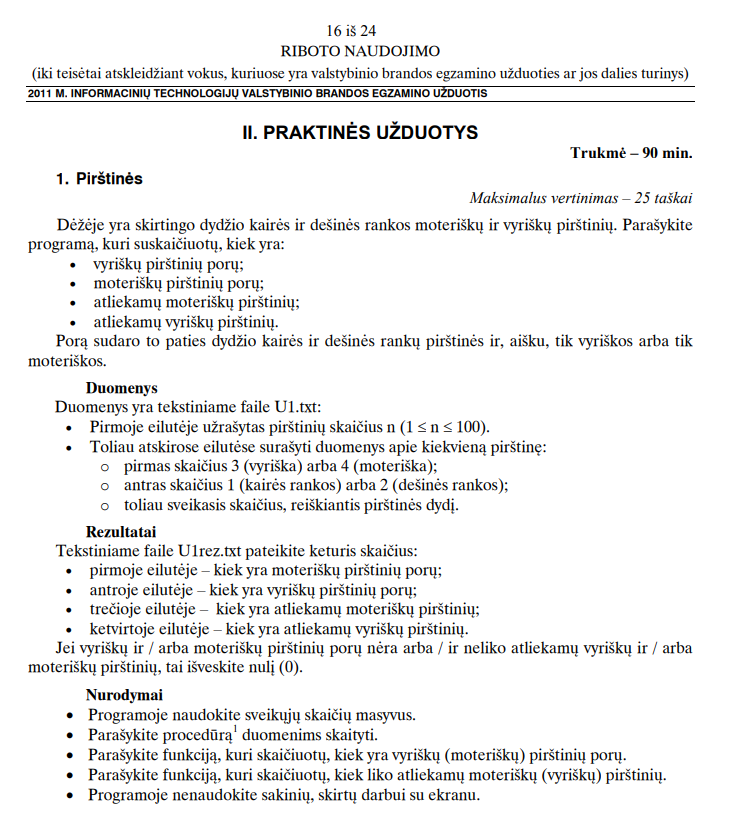 16 iš 24
RIBOTO NAUDOJIMO
(iki teisėtai atskleidžiant vokus, kuriuose yra valstybinio brandos egzamino užduoties ar jos dalies turinys)
2011 M. INFORMACINIŲ TECHNOLOGIJŲ VALSTYBINIO BRANDOS EGZAMINO UŽDUOTIS
II. PRAKTINĖS UŽDUOTYS
Trukmė – 90 min.
1. Pirštinės
Maksimalus vertinimas – 25 taškai
Dėžėje yra skirtingo dydžio kairės ir dešinės rankos moteriškų ir vyriškų pirštinių. Parašykite
programą, kuri suskaičiuotų, kiek yra:
• vyriškų pirštinių porų;
• moteriškų pirštinių porų;
• atliekamų moteriškų pirštinių;
• atliekamų vyriškų pirštinių.
Porą sudaro to paties dydžio kairės ir dešinės rankų pirštinės ir, aišku, tik vyriškos arba tik
moteriškos.
Duomenys
Duomenys yra tekstiniame faile U1.txt:
• Pirmoje eilutėje užrašytas pirštinių skaičius n (1 ≤ n ≤ 100).
• Toliau atskirose eilutėse surašyti duomenys apie kiekvieną pirštinę:
o pirmas skaičius 3 (vyriška) arba 4 (moteriška);
o antras skaičius 1 (kairės rankos) arba 2 (dešinės rankos);
o toliau sveikasis skaičius, reiškiantis pirštinės dydį.
Rezultatai
Tekstiniame faile U1rez.txt pateikite keturis skaičius:
• pirmoje eilutėje – kiek yra moteriškų pirštinių porų;
• antroje eilutėje – kiek yra vyriškų pirštinių porų;
• trečioje eilutėje – kiek yra atliekamų moteriškų pirštinių;
• ketvirtoje eilutėje – kiek yra atliekamų vyriškų pirštinių.
Jei vyriškų ir / arba moteriškų pirštinių porų nėra arba / ir neliko atliekamų vyriškų ir / arba
moteriškų pirštinių, tai išveskite nulį (0).
Nurodymai
• Programoje naudokite sveikųjų skaičių masyvus.
• Parašykite procedūrą¹ duomenims skaityti.
• Parašykite funkciją, kuri skaičiuotų, kiek yra vyriškų (moteriškų) pirštinių porų.
• Parašykite funkciją, kuri skaičiuotų, kiek liko atliekamų moteriškų (vyriškų) pirštinių.
• Programoje nenaudokite sakinių, skirtų darbui su ekranu.